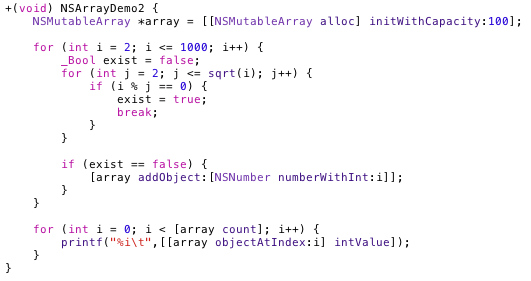 +(void) NSArrayDemo2 {
    NSMutableArray *array = [[NSMutableArray alloc] initWithCapacity:100];

    for (int i = 2; i <= 1000; i++) {
        _Bool exist = false;
        for (int j = 2; j <= sqrt(i); j++) {
            if (i % j == 0) {
                exist = true;
                break;
            }
        }

        if (exist == false) {
            [array addObject:[NSNumber numberWithInt:i]];
        }
    }

    for (int i = 0; i < [array count]; i++) {
        printf("%i\t",[[array objectAtIndex:i] intValue]);
    }
}